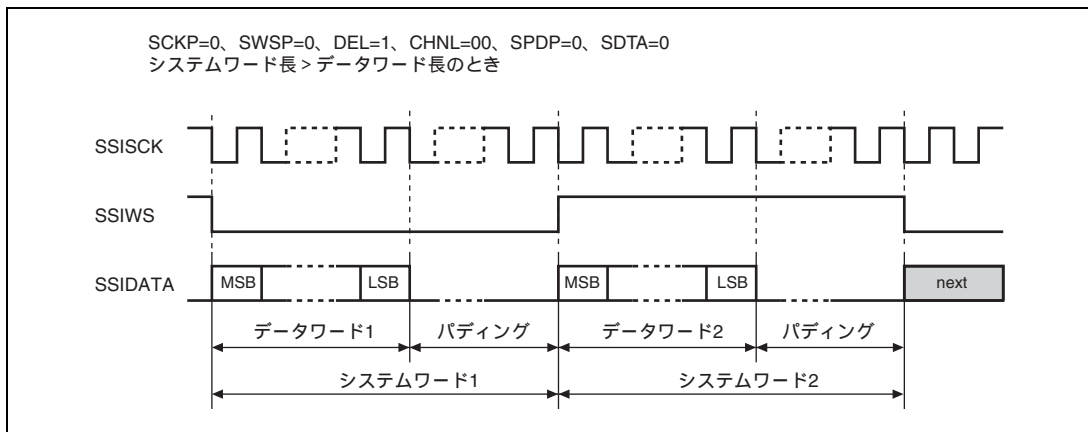 SCKP=0、SWSP=0、DEL=1、CHNL=00、SPDP=0、SDTA=0
システムワード長>データワード長のとき
SSISCK
SSIWS
SSIDATA
MSB
LSB
MSB
LSB
next
データワード1
パディング
データワード2
パディング
システムワード1
システムワード2